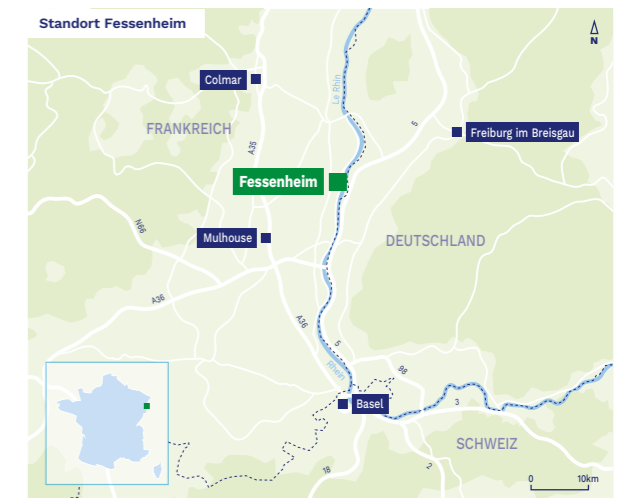 Standort Fessenheim
N
Colmar
Le Rhin
FRANKREICH
A35
5
Freiburg im Breisgau
Fessenheim
N66
Mulhouse
DEUTSCHLAND
A36
A36
5
Rhein
98
Basel
3
SCHWEIZ
18
2
0 10km